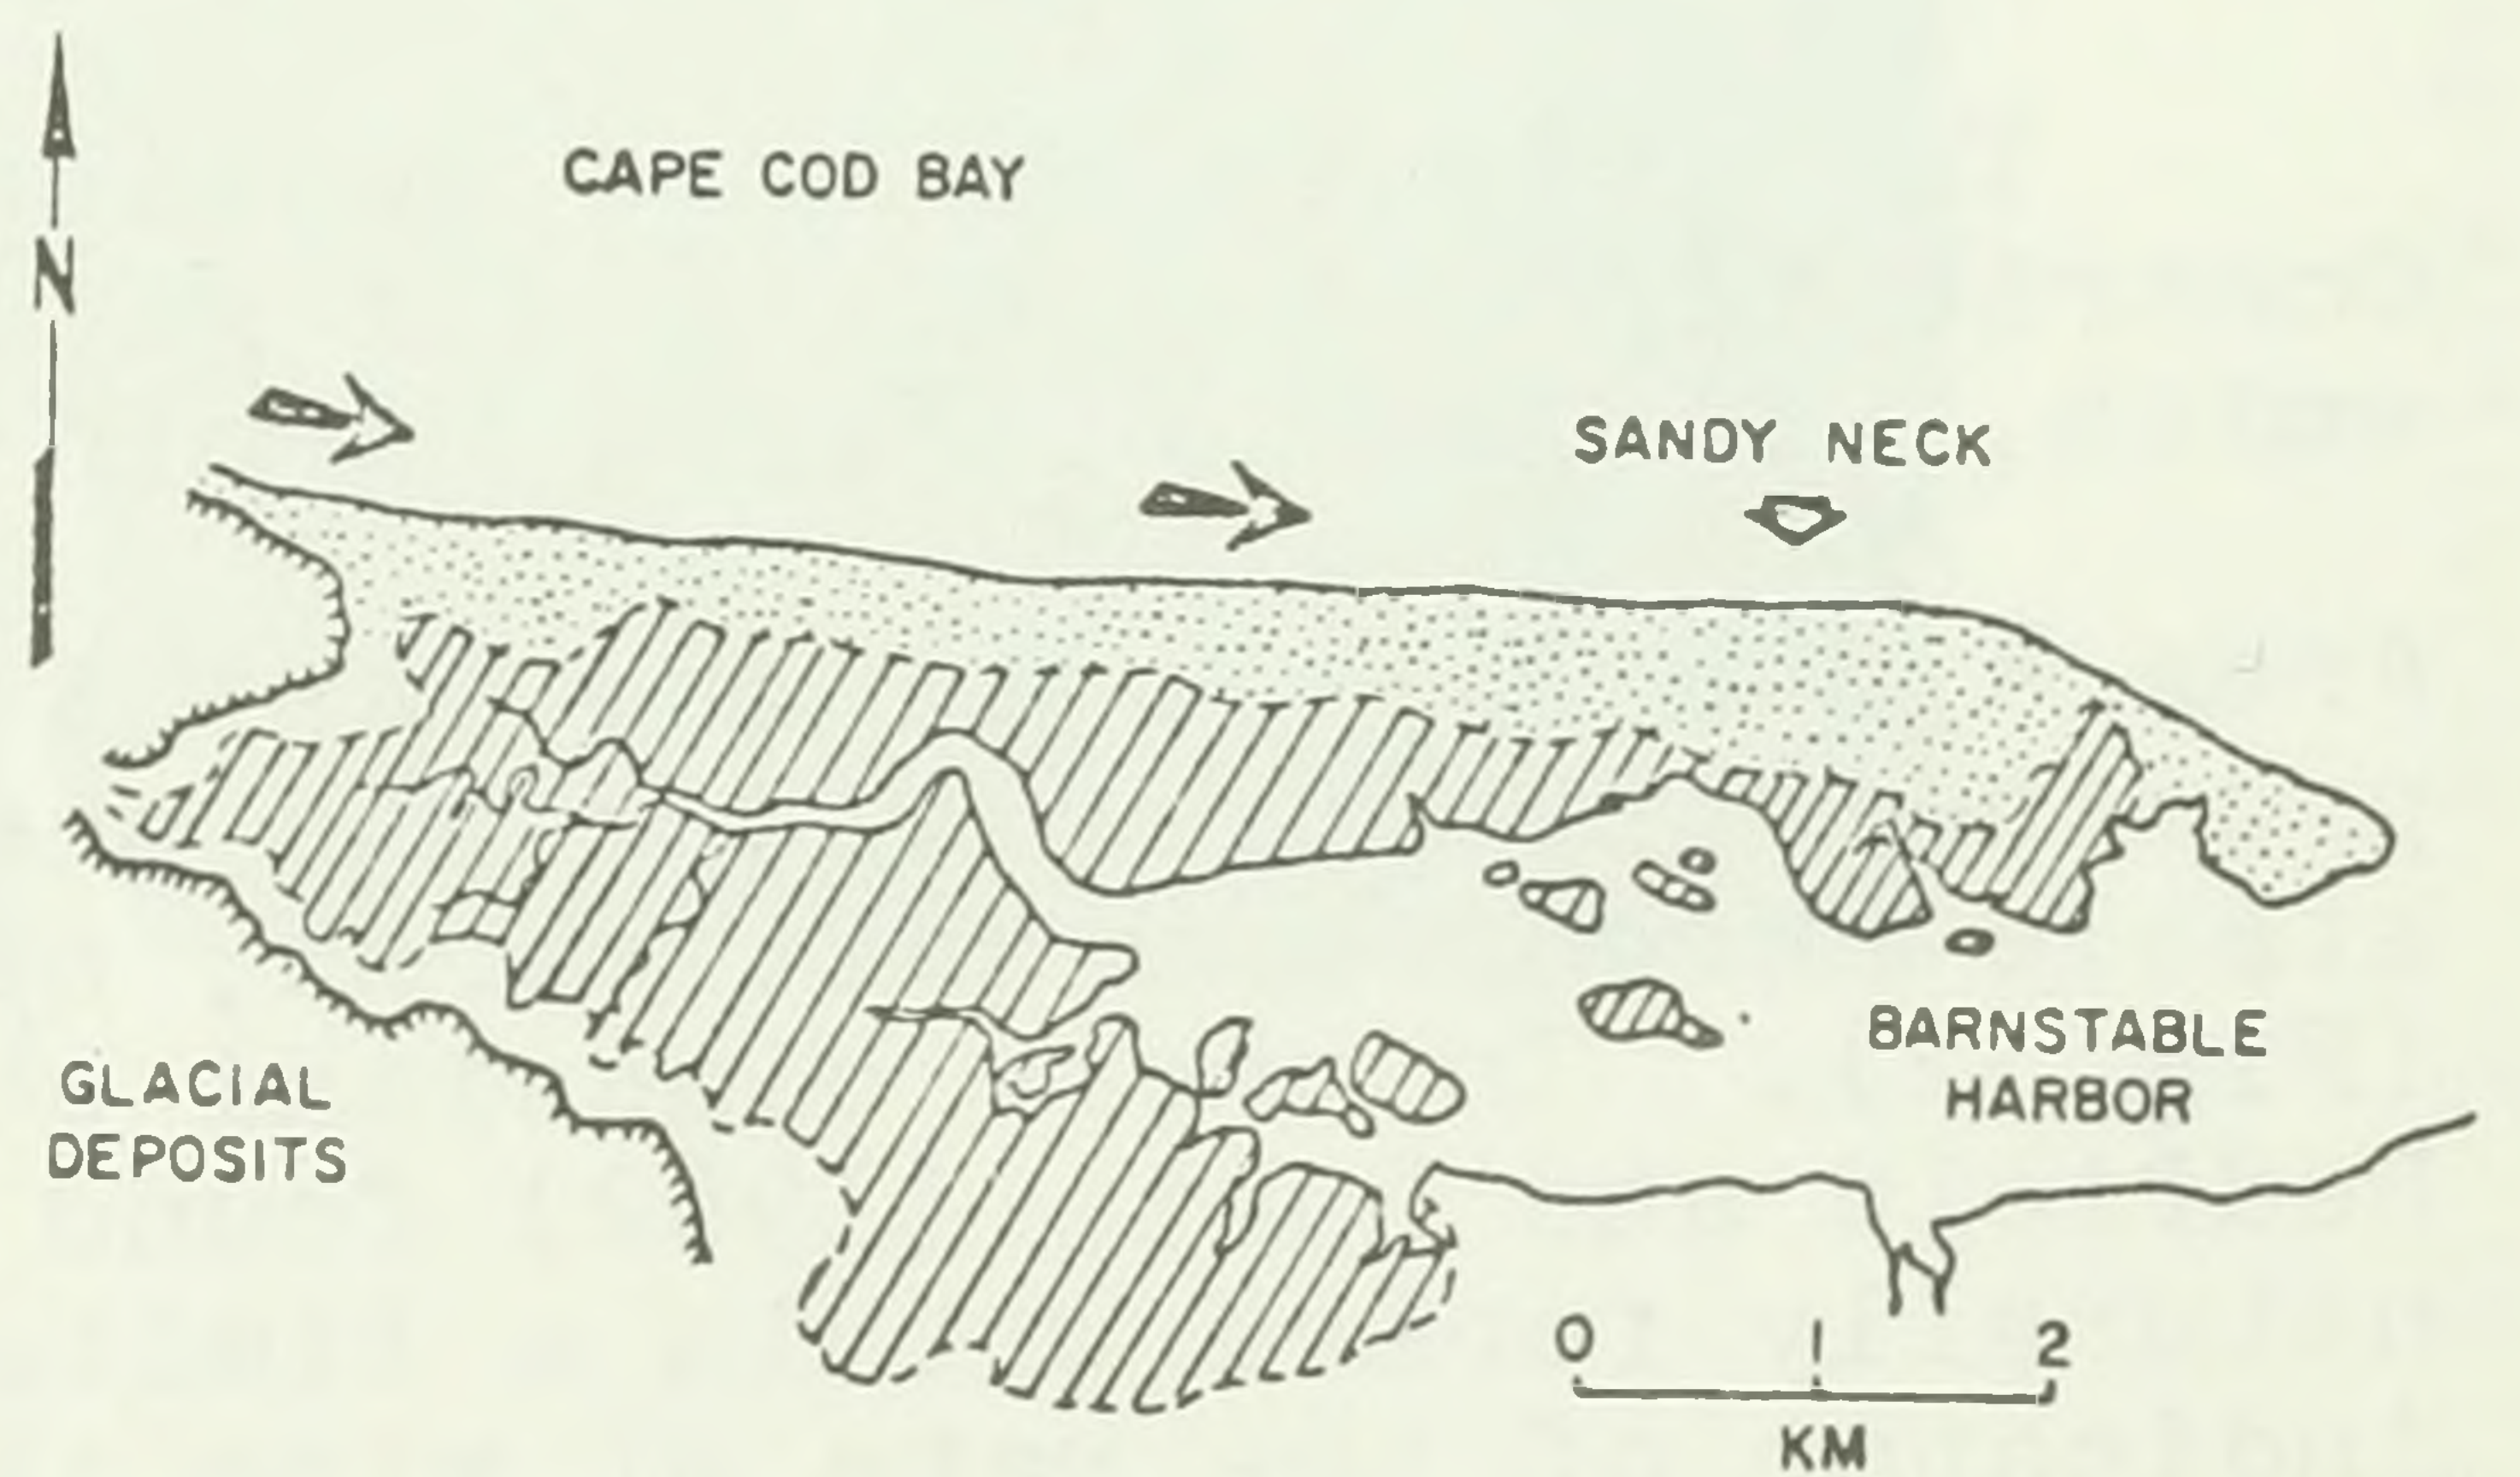 N
CAPE COD BAY
SANDY NECK
BARNSTABLE
HARBOR
GLACIAL
DEPOSITS
0 1 2
KM